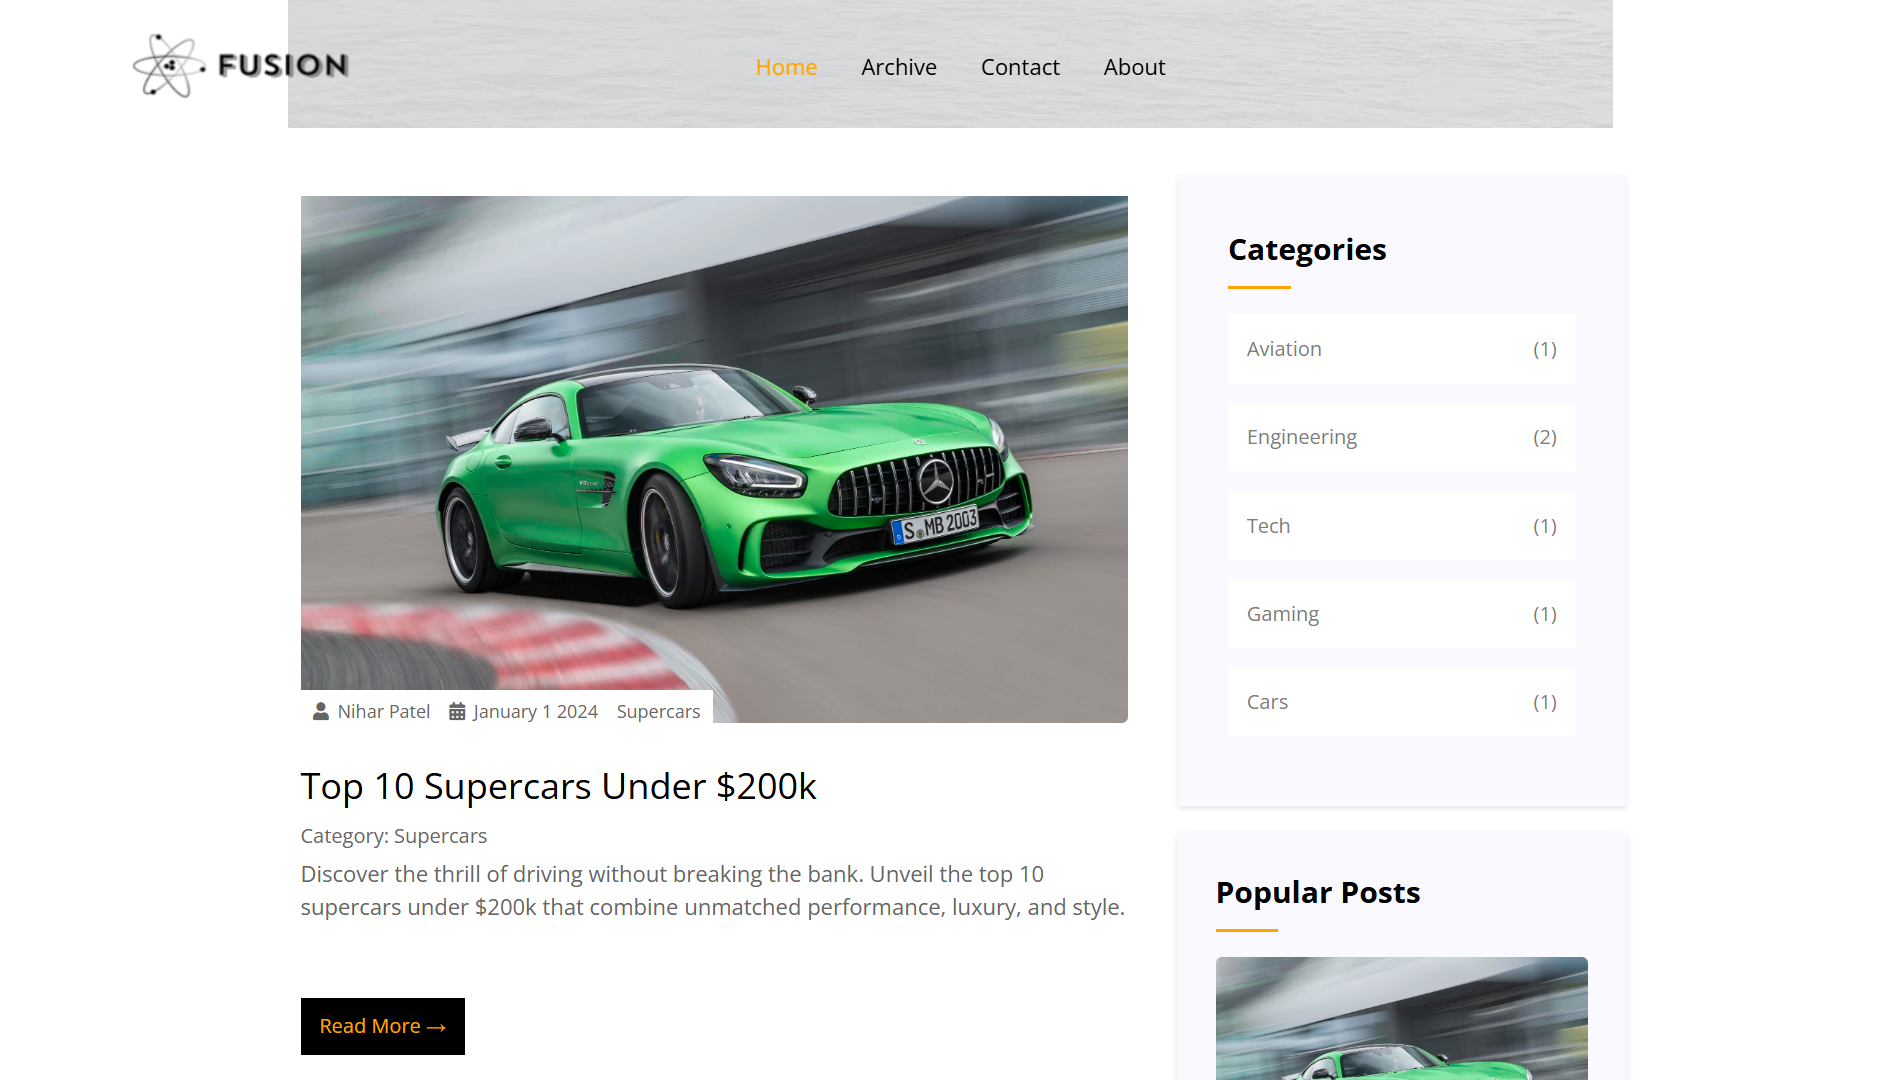 FUSION
Home Archive Contact About
S MB 2003
Nihar Patel January 1 2024 Supercars
Top 10 Supercars Under $200k
Category: Supercars
Discover the thrill of driving without breaking the bank. Unveil the top 10
supercars under $200k that combine unmatched performance, luxury, and style.
Read More →
Categories
Aviation (1)
Engineering (2)
Tech (1)
Gaming (1)
Cars (1)
Popular Posts